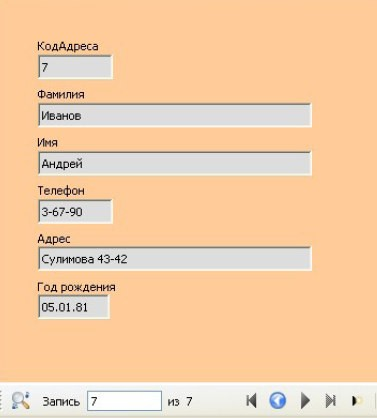 КодАдреса
7
Фамилия
Иванов
Имя
Андрей
Телефон
3-67-90
Адрес
Сулимова 43-42
Год рождения
05.01.81
Запись 7 из 7